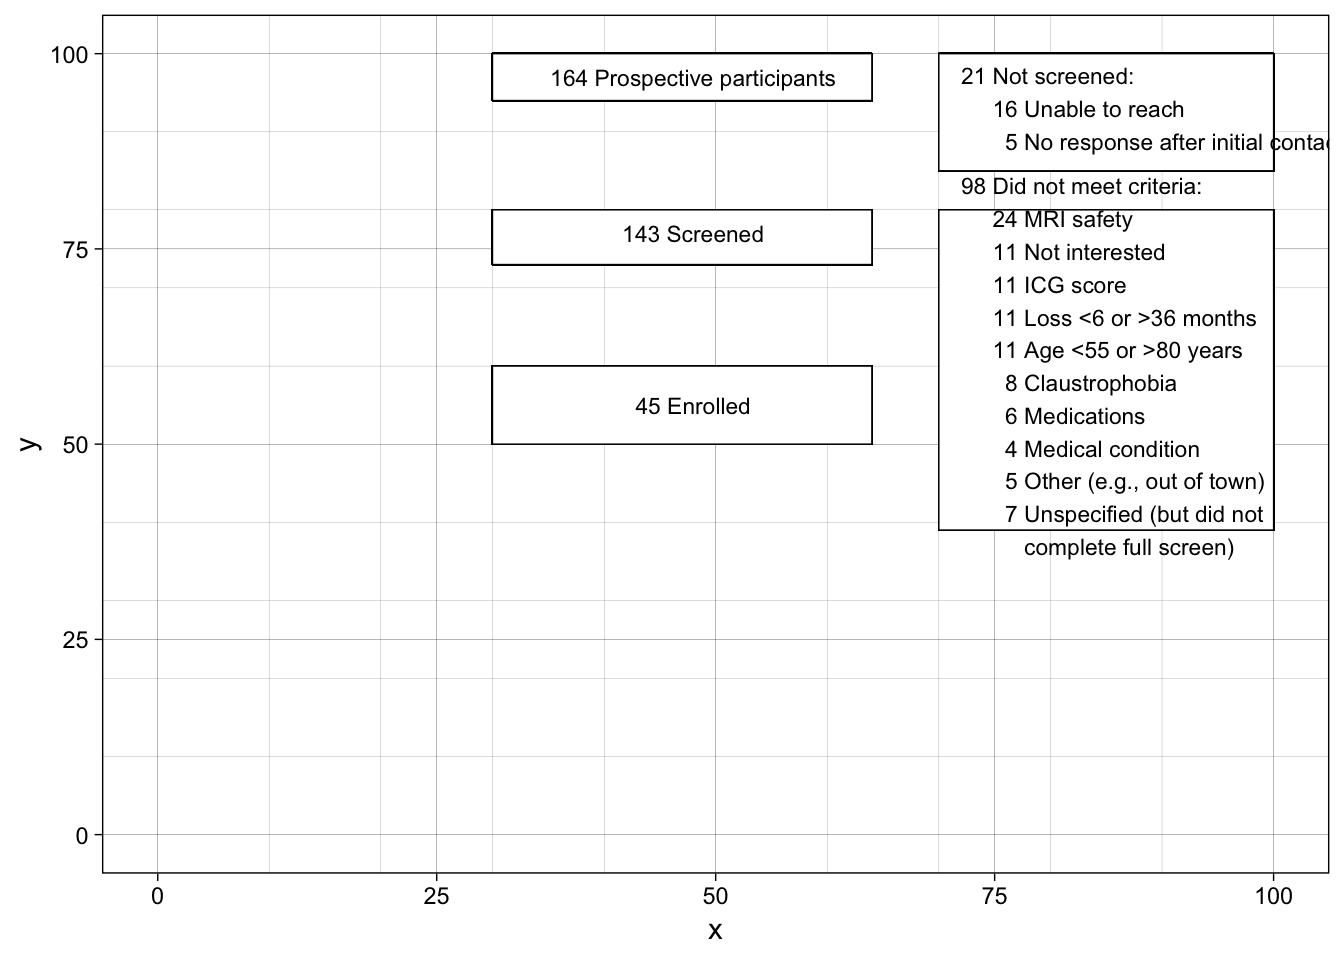 100
75
50
25
0
y
164 Prospective participants
143 Screened
45 Enrolled
21 Not screened:
16 Unable to reach
5 No response after initial conta
98 Did not meet criteria:
24 MRI safety
11 Not interested
11 ICG score
11 Loss <6 or >36 months
11 Age <55 or >80 years
8 Claustrophobia
6 Medications
4 Medical condition
5 Other (e.g., out of town)
7 Unspecified (but did not
complete full screen)
0 25 50 75 100
x